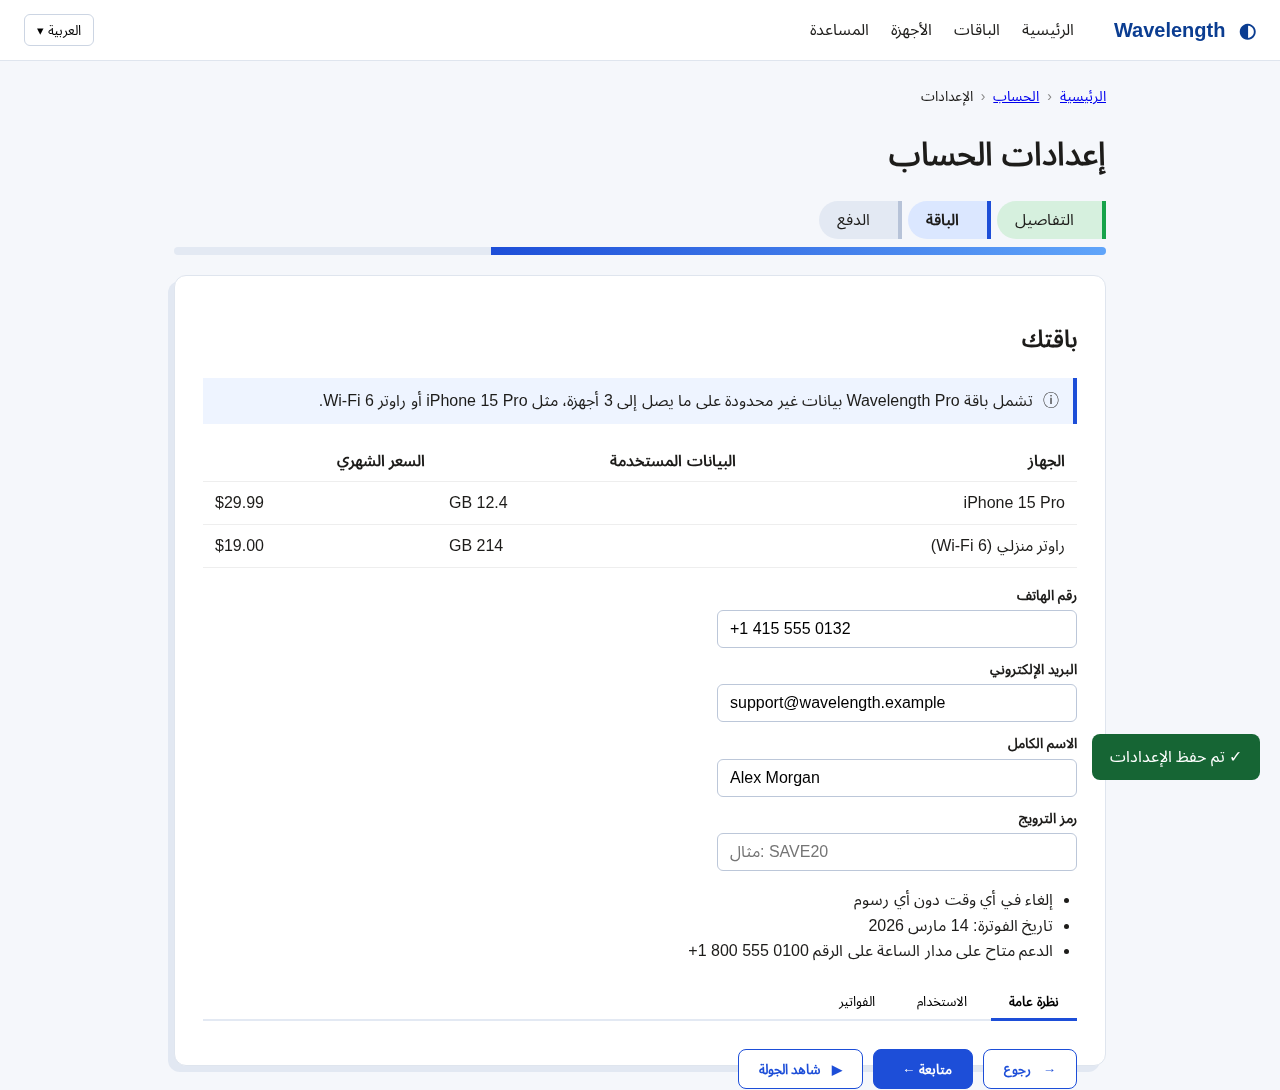 ◐ Wavelength الرئيسية الباقات الأجهزة المساعدة العربية ▾
الرئيسية ‹ الحساب ‹ الإعدادات
إعدادات الحساب
التفاصيل الباقة الدفع
باقتك
ⓘ تشمل باقة Wavelength Pro بيانات غير محدودة على ما يصل إلى 3 أجهزة، مثل iPhone 15 Pro أو راوتر Wi-Fi 6.
الجهاز البيانات المستخدمة السعر الشهري
iPhone 15 Pro 12.4 GB $29.99
راوتر منزلي (Wi-Fi 6) 214 GB $19.00
رقم الهاتف
+1 415 555 0132
البريد الإلكتروني
support@wavelength.example
الاسم الكامل
✓ تم حفظ الإعدادات
Alex Morgan
رمز الترويج
مثال: SAVE20
• إلغاء في أي وقت دون أي رسوم
• تاريخ الفوترة: 14 مارس 2026
• الدعم متاح على مدار الساعة على الرقم 0100 555 800 1+
نظرة عامة الاستخدام الفواتير
→ رجوع متابعة ← ▶ شاهد الجولة